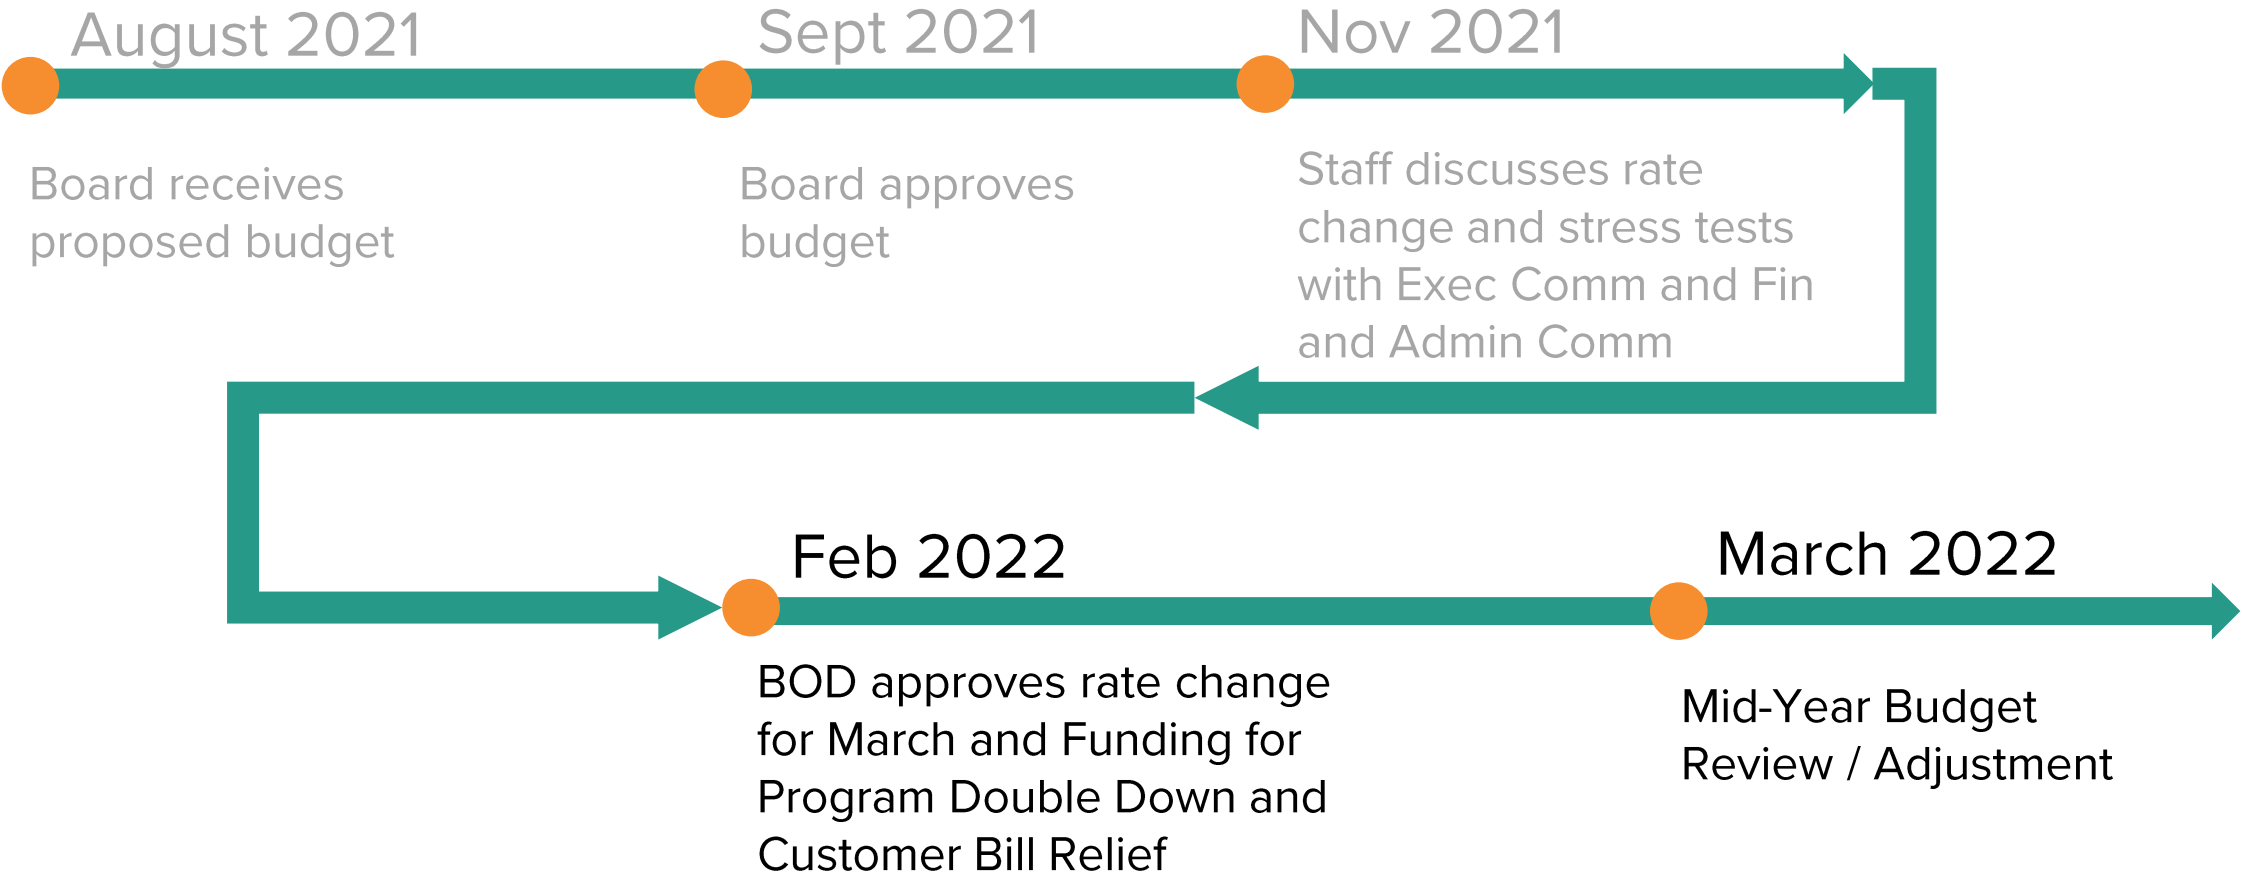 August 2021
Sept 2021
Nov 2021
Board receives
proposed budget
Board approves
budget
Staff discusses rate
change and stress tests
with Exec Comm and Fin
and Admin Comm
Feb 2022
March 2022
BOD approves rate change
for March and Funding for
Program Double Down and
Customer Bill Relief
Mid-Year Budget
Review / Adjustment